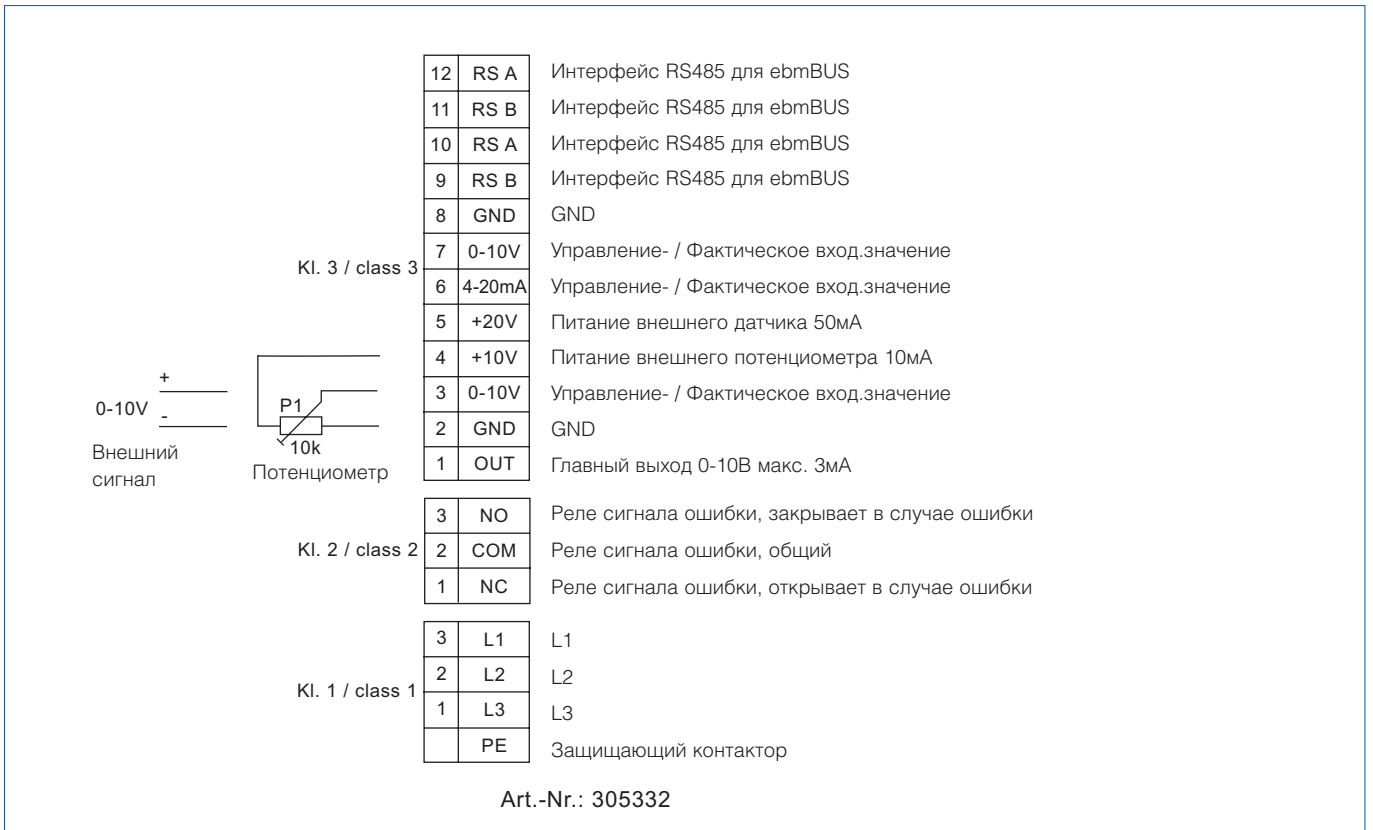 12 RS A Интерфейс RS485 для ebmBUS
11 RS B Интерфейс RS485 для ebmBUS
10 RS A Интерфейс RS485 для ebmBUS
9 RS B Интерфейс RS485 для ebmBUS
8 GND GND
7 0-10V Управление- / Фактическое вход.значение
Kl. 3 / class 3
6 4-20mA Управление- / Фактическое вход.значение
5 +20V Питание внешнего датчика 50мА
4 +10V Питание внешнего потенциометра 10мА
3 0-10V Управление- / Фактическое вход.значение
2 GND GND
1 OUT Главный выход 0-10В макс. 3мА
+
0-10V
-
Внешний
сигнал
P1
10k
Потенциометр
3 NO Реле сигнала ошибки, закрывает в случае ошибки
Kl. 2 / class 2 2 COM Реле сигнала ошибки, общий
1 NC Реле сигнала ошибки, открывает в случае ошибки
3 L1 L1
2 L2 L2
Kl. 1 / class 1
1 L3 L3
PE Защищающий контактор
Art.-Nr.: 305332